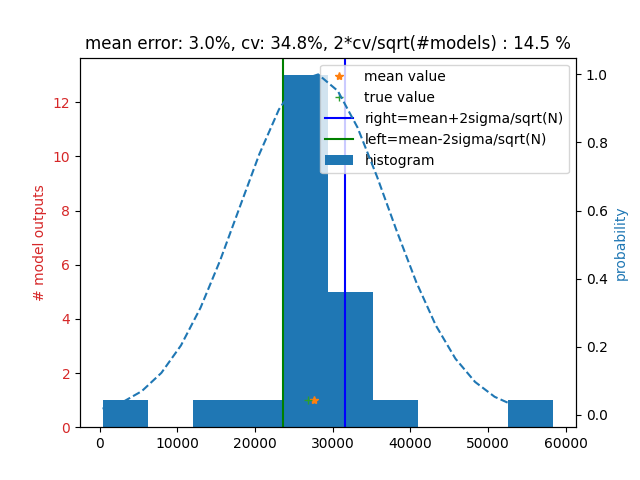 mean error: 3.0%, cv: 34.8%, 2*cv/sqrt(#models) : 14.5 %
mean value
true value
right=mean+2sigma/sqrt(N)
left=mean-2sigma/sqrt(N)
histogram
# model outputs
12
10
8
6
4
2
0
probability
1.0
0.8
0.6
0.4
0.2
0.0
0
10000
20000
30000
40000
50000
60000